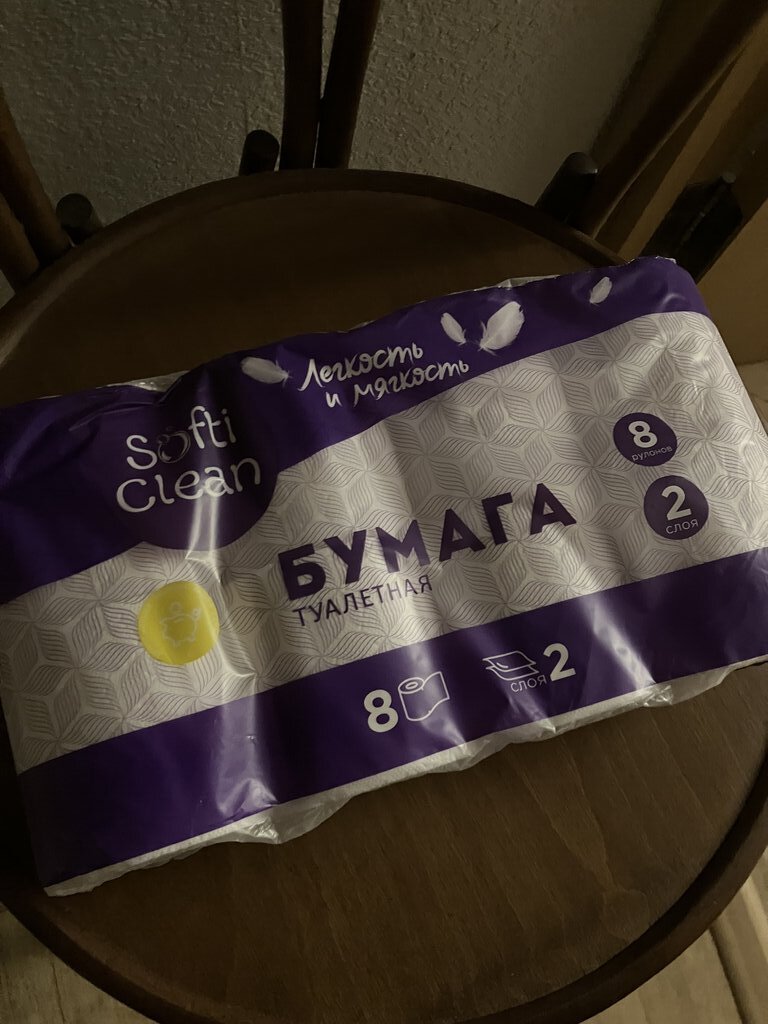 Легкость
и мягкость
Softi
Clean
8
рулонов
2
слоя
БУМАГА
ТУАЛЕТНАЯ
8
слоя 2